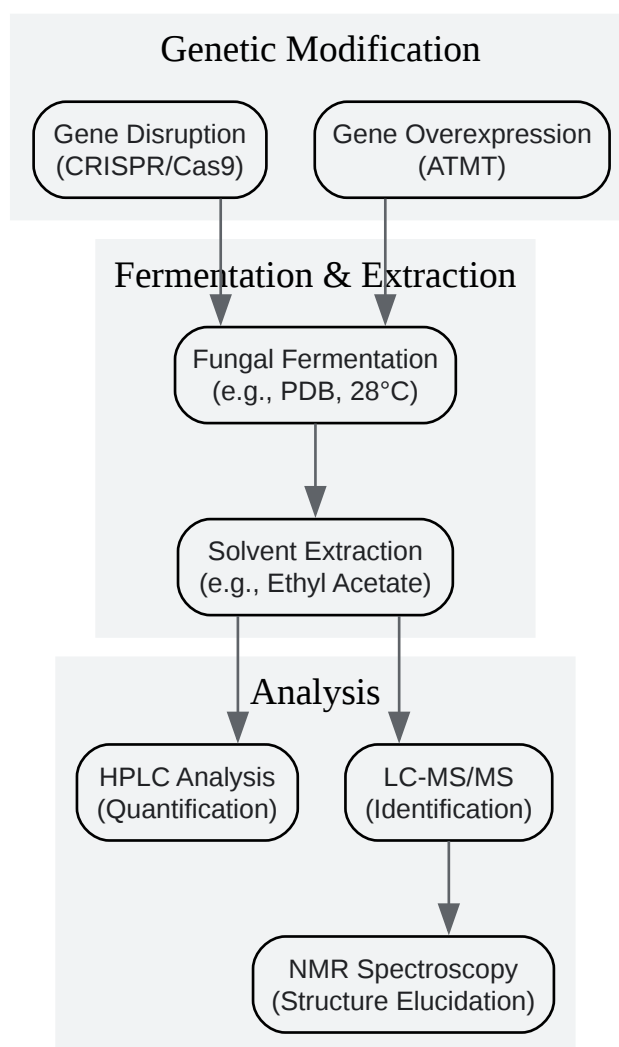 Genetic Modification
Gene Disruption
(CRISPR/Cas9)
Gene Overexpression
(ATMT)
Fermentation & Extraction
Fungal Fermentation
(e.g., PDB, 28°C)
Solvent Extraction
(e.g., Ethyl Acetate)
Analysis
HPLC Analysis
(Quantification)
LC-MS/MS
(Identification)
NMR Spectroscopy
(Structure Elucidation)